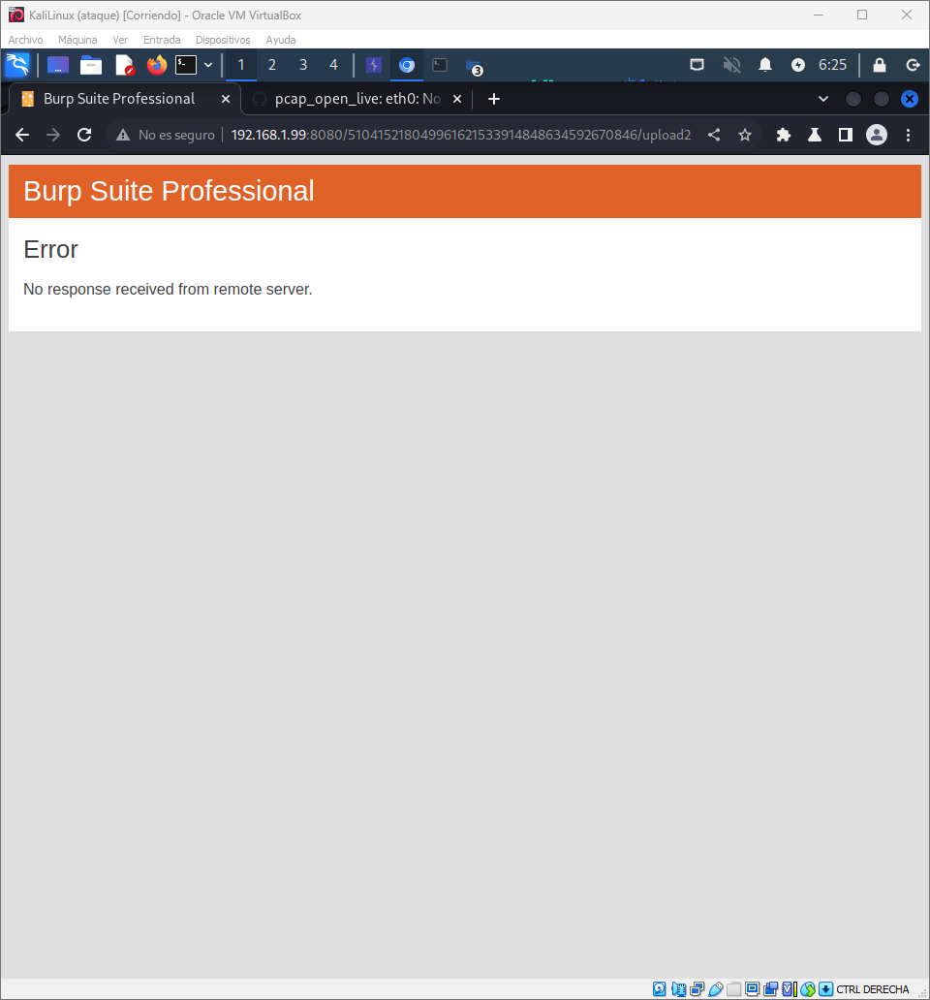 KaliLinux (ataque) [Corriendo] - Oracle VM VirtualBox
Archivo Máquina Ver Entrada Dispositivos Ayuda
1 2 3 4 3 6:25
Burp Suite Professional pcap_open_live: eth0: No
No es seguro 192.168.1.99:8080/5104152180499616215339148486345926708​46/upload2
Burp Suite Professional
Error
No response received from remote server.
CTRL DERECHA